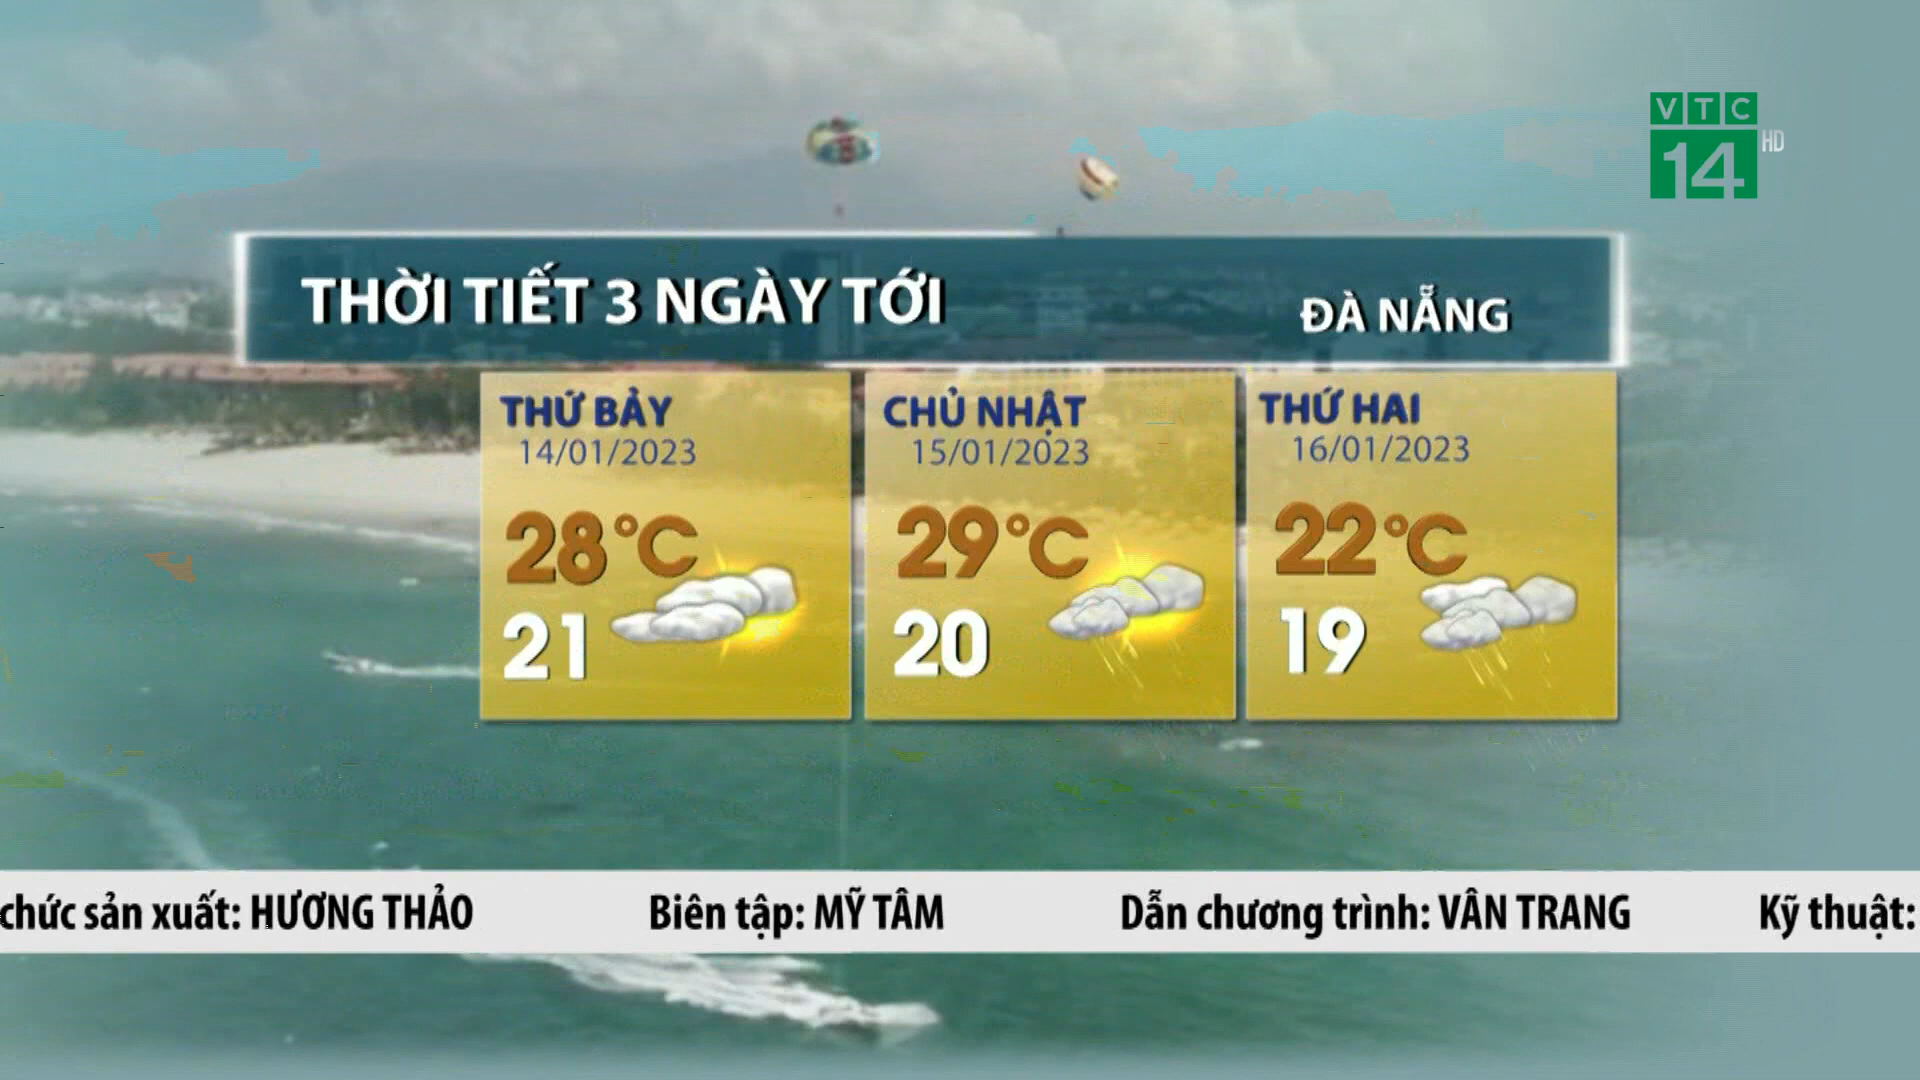 VTC
14 HD
THỜI TIẾT 3 NGÀY TỚI
ĐÀ NẴNG
THỨ BẢY
14/01/2023
28°C
21
CHỦ NHẬT
15/01/2023
29°C
20
THỨ HAI
16/01/2023
22°C
19
chức sản xuất: HƯƠNG THẢO Biên tập: MỸ TÂM Dẫn chương trình: VÂN TRANG Kỹ thuật: